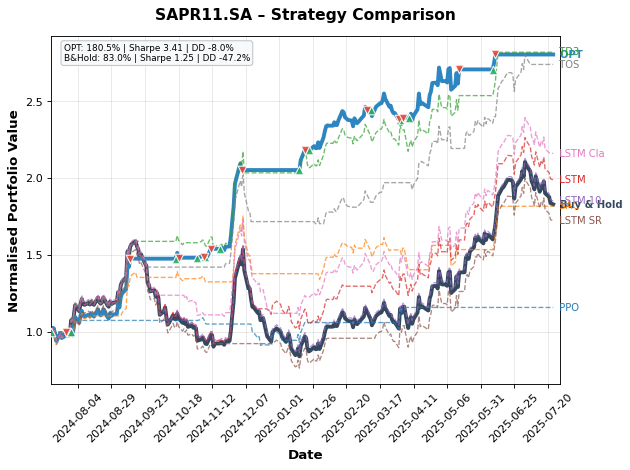 SAPR11.SA – Strategy Comparison
OPT: 180.5% | Sharpe 3.41 | DD -8.0%
B&Hold: 83.0% | Sharpe 1.25 | DD -47.2%
Normalised Portfolio Value
2.5
2.0
1.5
1.0
TD3
OPT
TOS
LSTM Cla
LSTM
LSTM 10
Buy & Hold
LSTM SR
PPO
2024-08-04
2024-08-29
2024-09-23
2024-10-18
2024-11-12
2024-12-07
2025-01-01
2025-01-26
2025-02-20
2025-03-17
2025-04-11
2025-05-06
2025-05-31
2025-06-25
2025-07-20
Date